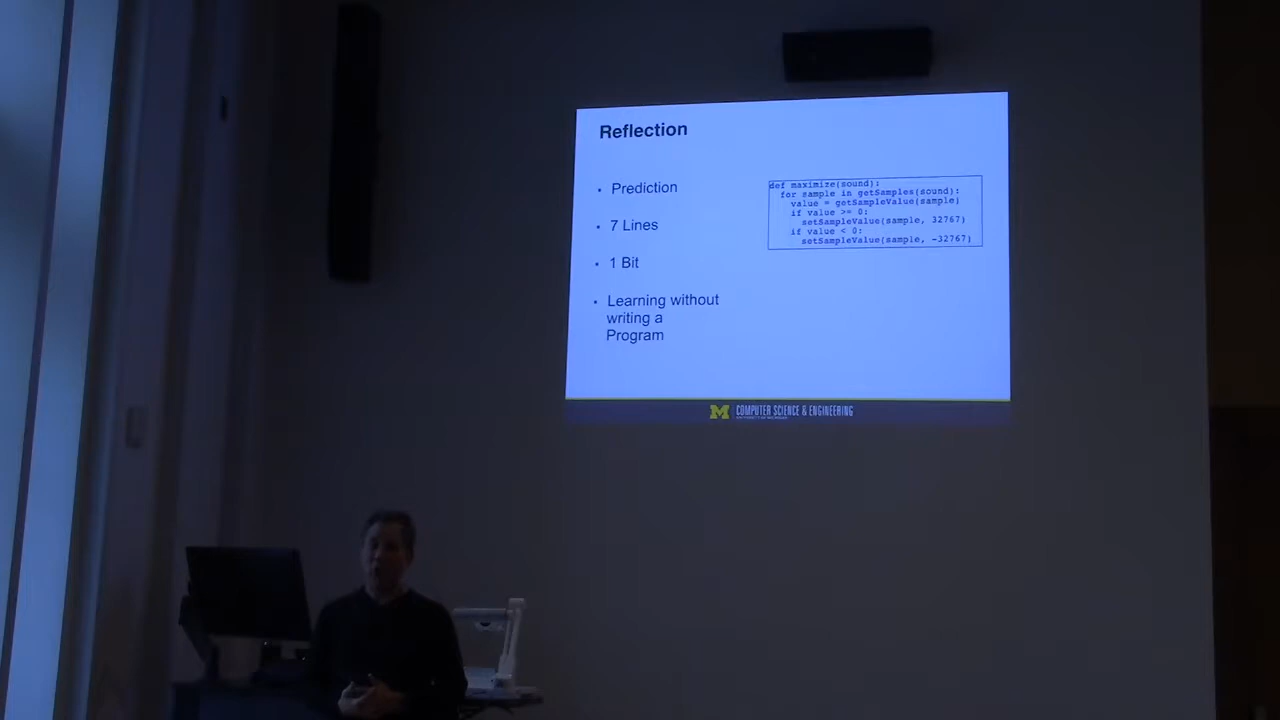 Reflection
• Prediction
• 7 Lines
• 1 Bit
• Learning without
writing a
Program
def maximize(sound):
for sample in getSamples(sound):
value = getSampleValue(sample)
if value >= 0:
setSampleValue(sample, 32767)
if value < 0:
setSampleValue(sample, -32767)
M COMPUTER SCIENCE & ENGINEERING